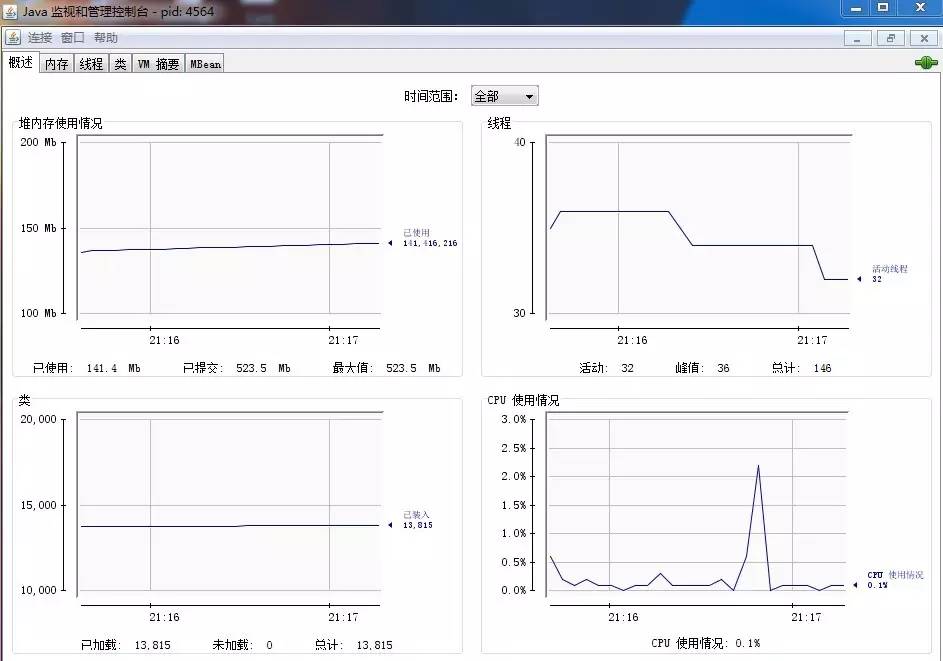 Java 监视和管理控制台 - pid: 4564
连接 窗口 帮助
概述 内存 线程 类 VM 摘要 MBean
时间范围: 全部
堆内存使用情况
200 Mb
150 Mb
100 Mb
已使用
141,416,216
21:16 21:17
已使用: 141.4 Mb 已提交: 523.5 Mb 最大值: 523.5 Mb
线程
40
30
活动线程
32
21:16 21:17
活动: 32 峰值: 36 总计: 146
类
20,000
15,000
10,000
已装入
13,815
21:16 21:17
已加载: 13,815 未加载: 0 总计: 13,815
CPU 使用情况
3.0%
2.5%
2.0%
1.5%
1.0%
0.5%
0.0%
CPU 使用情况
0.1%
21:16 21:17
CPU 使用情况: 0.1%